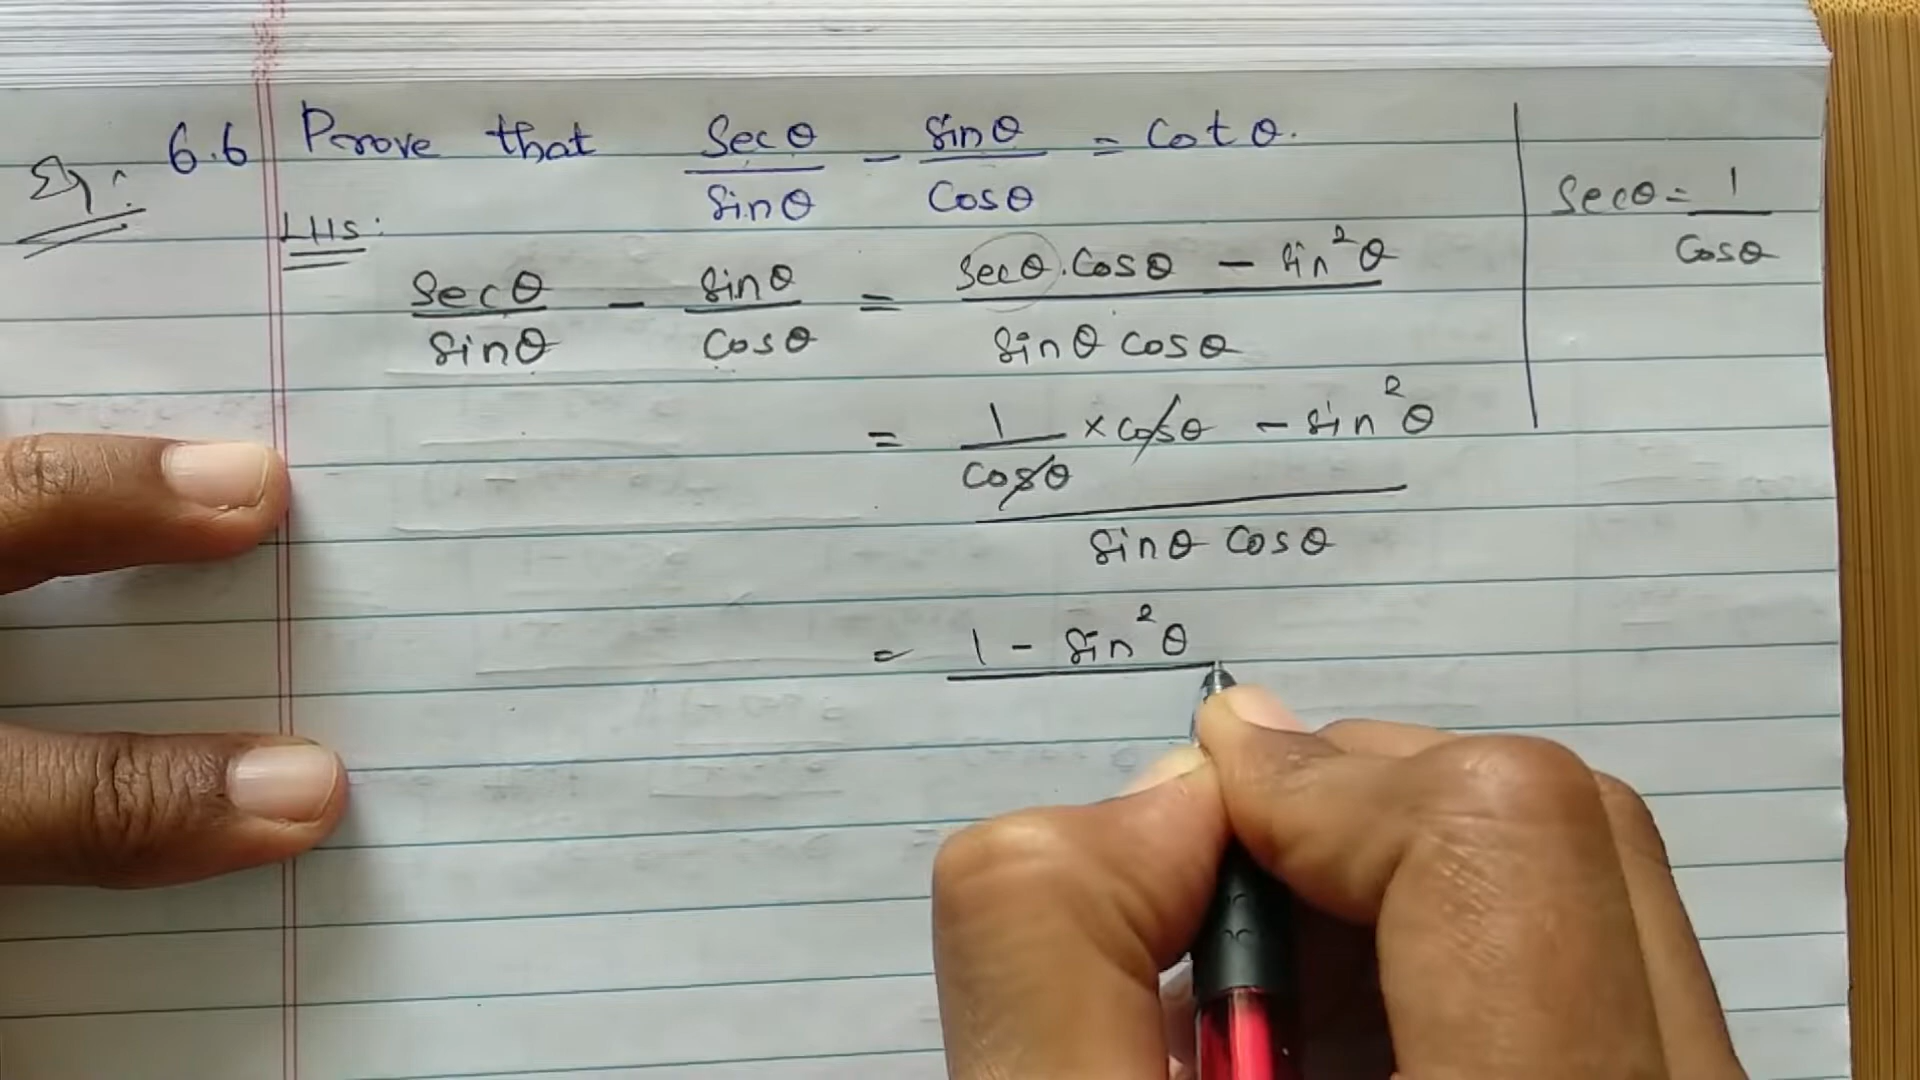 Eg: 6.6 Prove that secθ/sinθ - sinθ/cosθ = cotθ.
LHS:
secθ/sinθ - sinθ/cosθ = secθ.cosθ - sin²θ/sinθ cosθ
= 1/cosθ × cosθ - sin²θ/sinθ cosθ
= 1 - sin²θ
secθ = 1/cosθ